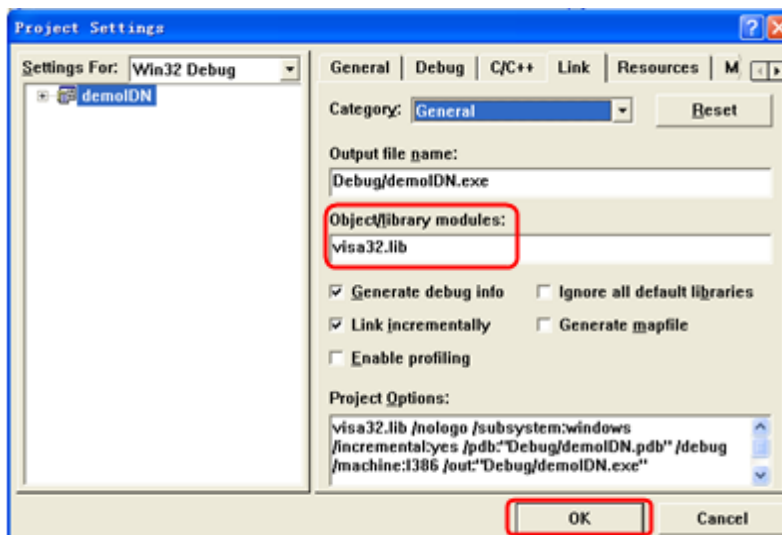 Project Settings
Settings For: Win32 Debug
demoIDN
General Debug C/C++ Link Resources M
Category: General Reset
Output file name:
Debug/demoIDN.exe
Object/library modules:
visa32.lib
Generate debug info Ignore all default libraries
Link incrementally Generate mapfile
Enable profiling
Project Options:
visa32.lib /nologo /subsystem:windows
/incremental:yes /pdb:"Debug/demoIDN.pdb" /debug
/machine:I386 /out:"Debug/demoIDN.exe"
OK Cancel